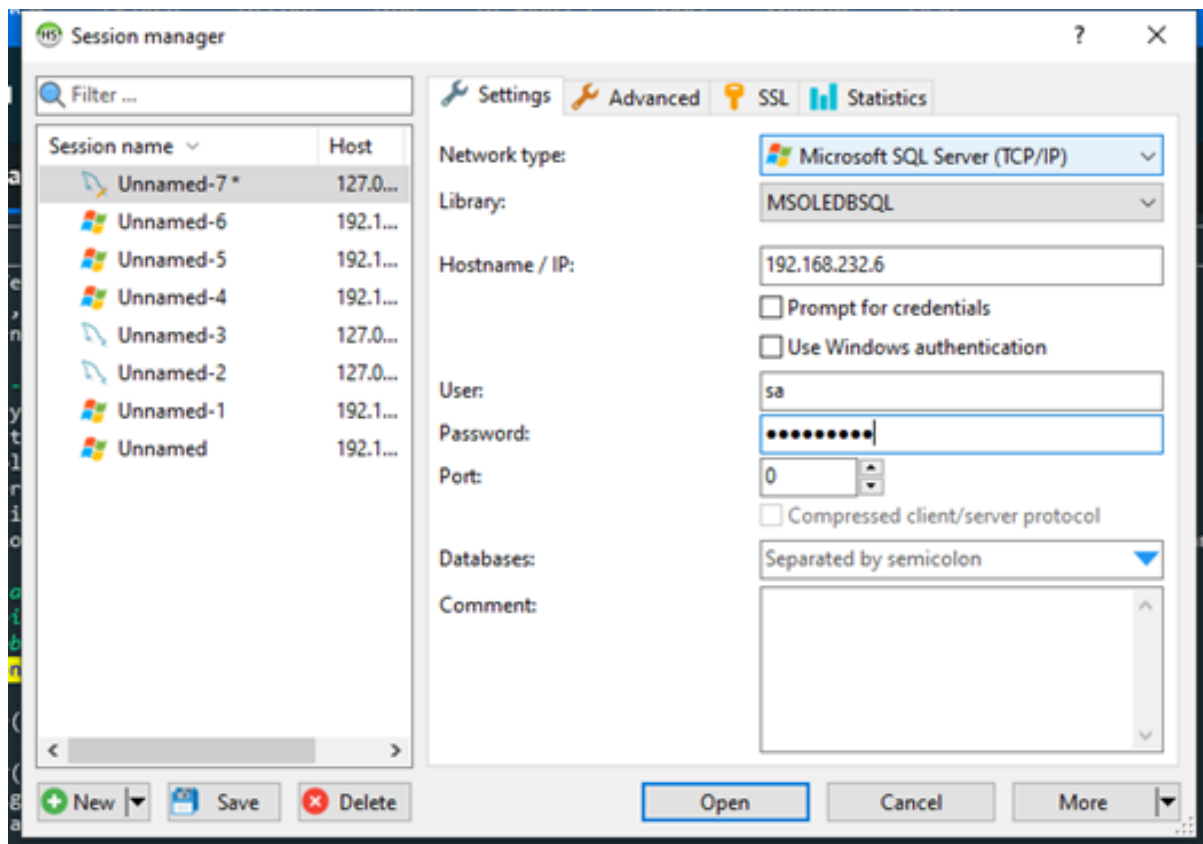 HS Session manager ? ×
Filter ...
Session name Host
Unnamed-7 * 127.0...
Unnamed-6 192.1...
Unnamed-5 192.1...
Unnamed-4 192.1...
Unnamed-3 127.0...
Unnamed-2 127.0...
Unnamed-1 192.1...
Unnamed 192.1...
New Save Delete
Settings Advanced SSL Statistics
Network type: Microsoft SQL Server (TCP/IP)
Library: MSOLEDBSQL
Hostname / IP: 192.168.232.6
Prompt for credentials
Use Windows authentication
User: sa
Password: •••••••••
Port: 0
Compressed client/server protocol
Databases: Separated by semicolon
Comment:
Open Cancel More